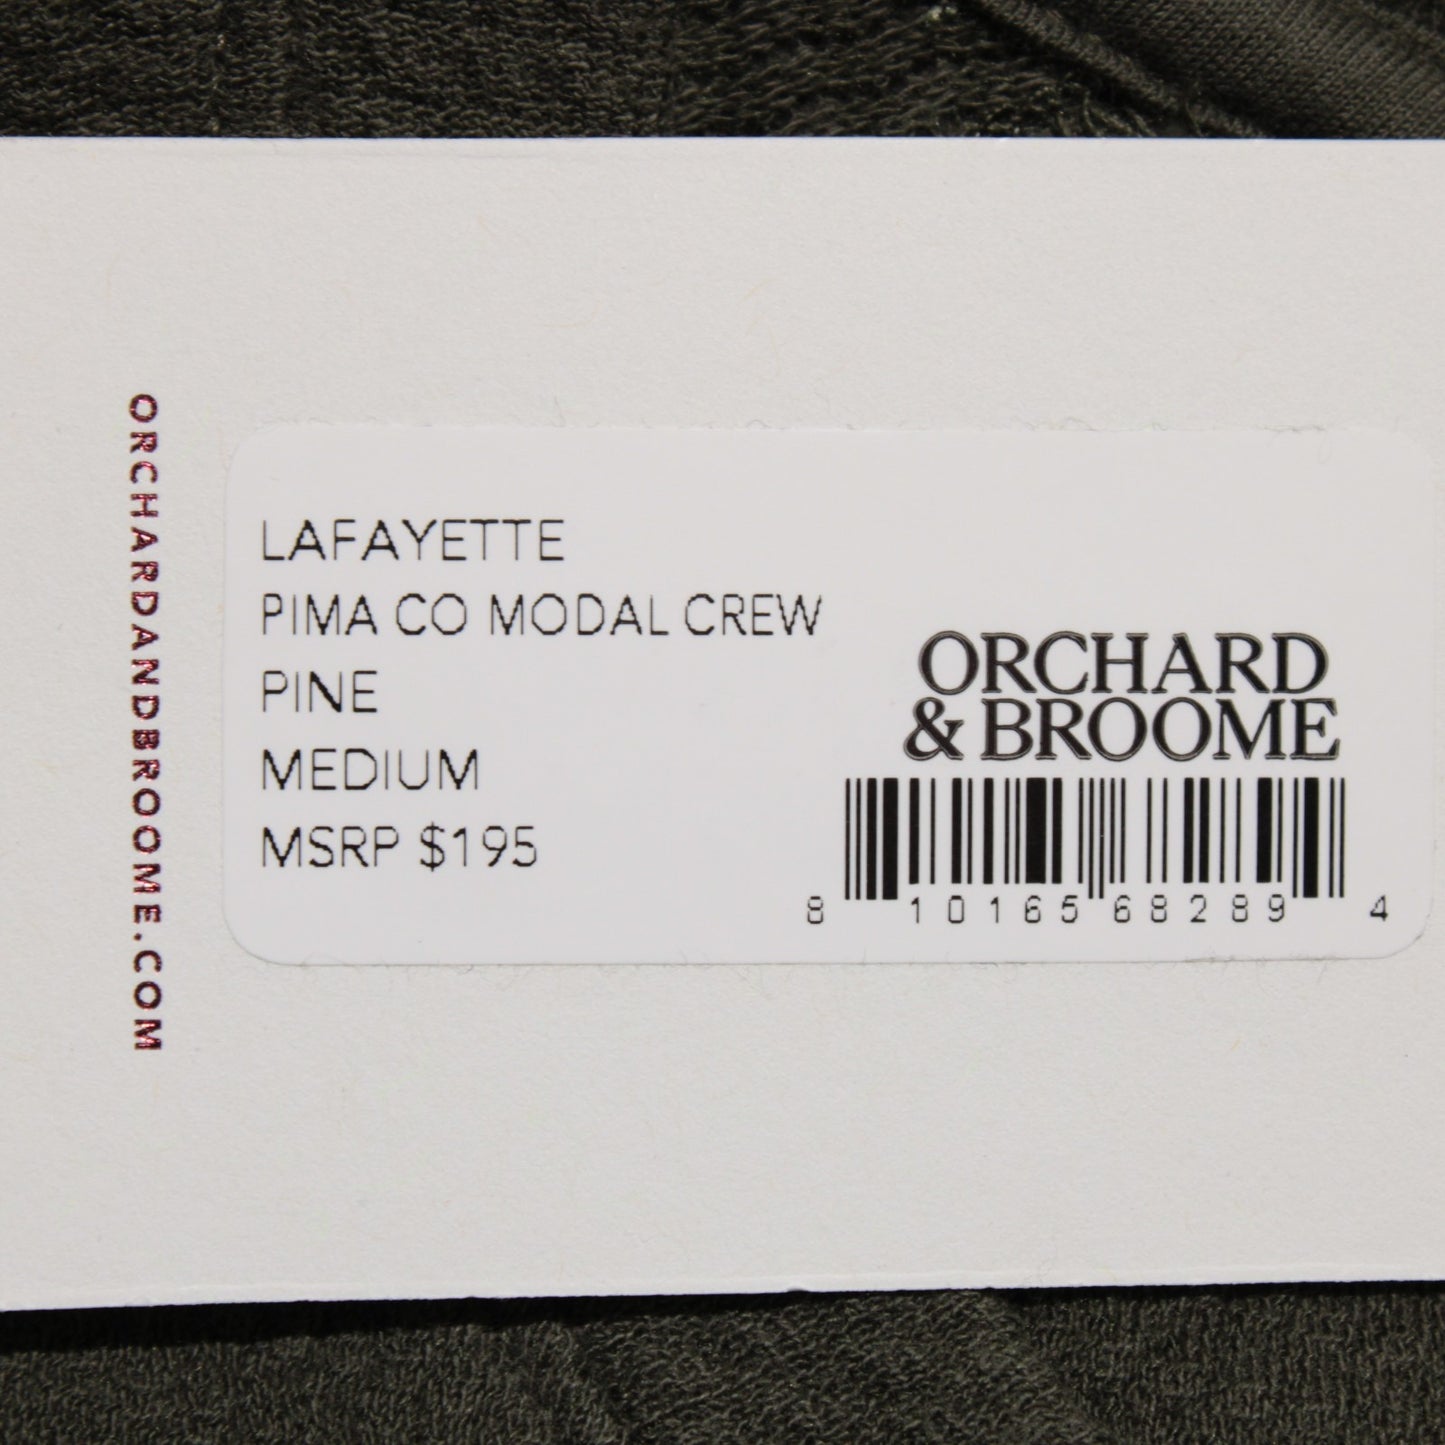 ORCHARDANDBROOME.COM
LAFAYETTE
PIMA CO MODAL CREW
PINE
MEDIUM
MSRP $195
ORCHARD
& BROOME
8 10165 68289 4